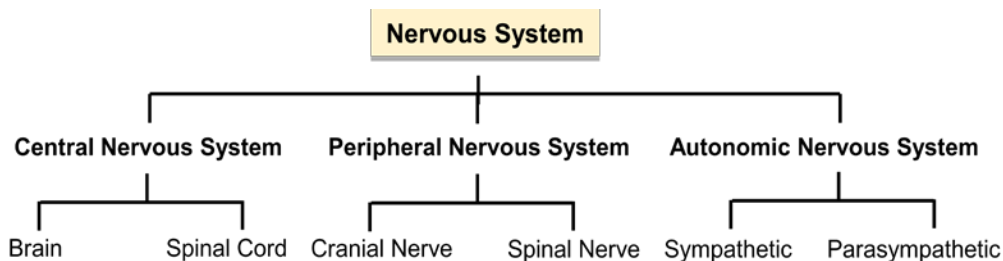 Nervous System
Central Nervous System
Peripheral Nervous System
Autonomic Nervous System
Brain
Spinal Cord
Cranial Nerve
Spinal Nerve
Sympathetic
Parasympathetic